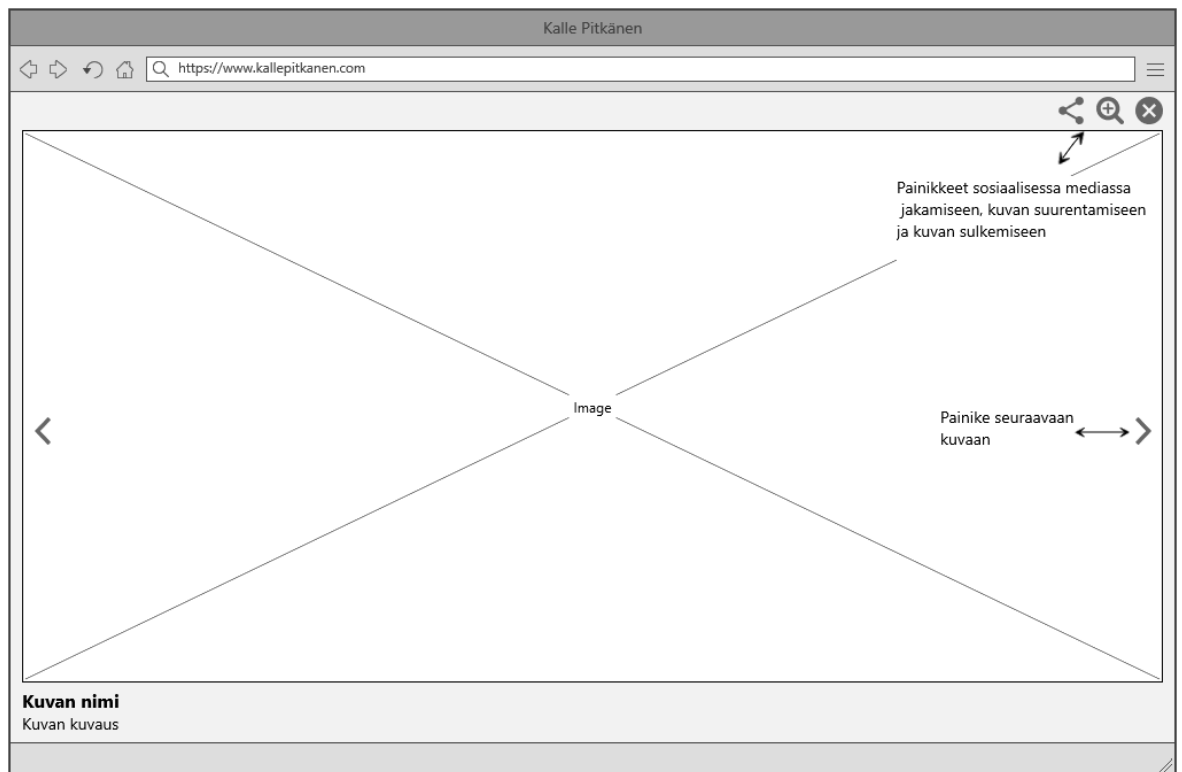 Kalle Pitkänen
https://www.kallepitkanen.com
Painikkeet sosiaalisessa mediassa
jakamiseen, kuvan suurentamiseen
ja kuvan sulkemiseen
Image
Painike seuraavaan
kuvaan
Kuvan nimi
Kuvan kuvaus